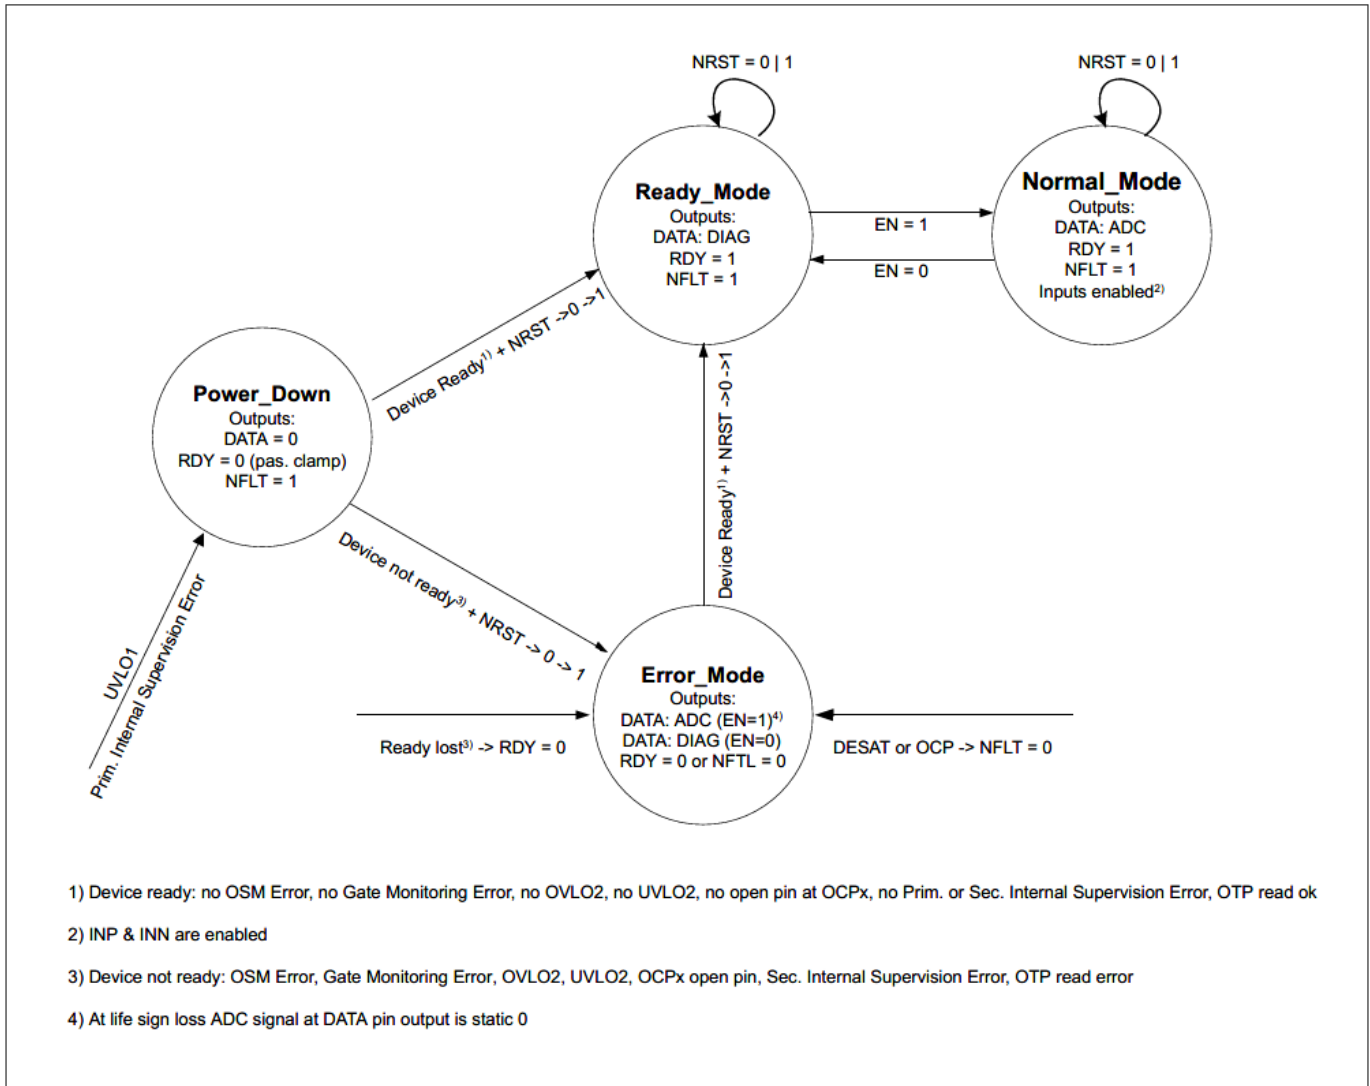 NRST = 0 | 1
NRST = 0 | 1
Ready_Mode
Outputs:
DATA: DIAG
RDY = 1
NFLT = 1
EN = 1
EN = 0
Normal_Mode
Outputs:
DATA: ADC
RDY = 1
NFLT = 1
Inputs enabled2)
Device Ready1) + NRST ->0 ->1
Power_Down
Outputs:
DATA = 0
RDY = 0 (pas. clamp)
NFLT = 1
Device Ready1) + NRST ->0 ->1
Device not ready3) + NRST -> 0 -> 1
UVLO1
Prim. Internal Supervision Error
Error_Mode
Outputs:
DATA: ADC (EN=1)4)
DATA: DIAG (EN=0)
RDY = 0 or NFTL = 0
Ready lost3) -> RDY = 0
DESAT or OCP -> NFLT = 0
1) Device ready: no OSM Error, no Gate Monitoring Error, no OVLO2, no UVLO2, no open pin at OCPx, no Prim. or Sec. Internal Supervision Error, OTP read ok
2) INP & INN are enabled
3) Device not ready: OSM Error, Gate Monitoring Error, OVLO2, UVLO2, OCPx open pin, Sec. Internal Supervision Error, OTP read error
4) At life sign loss ADC signal at DATA pin output is static 0